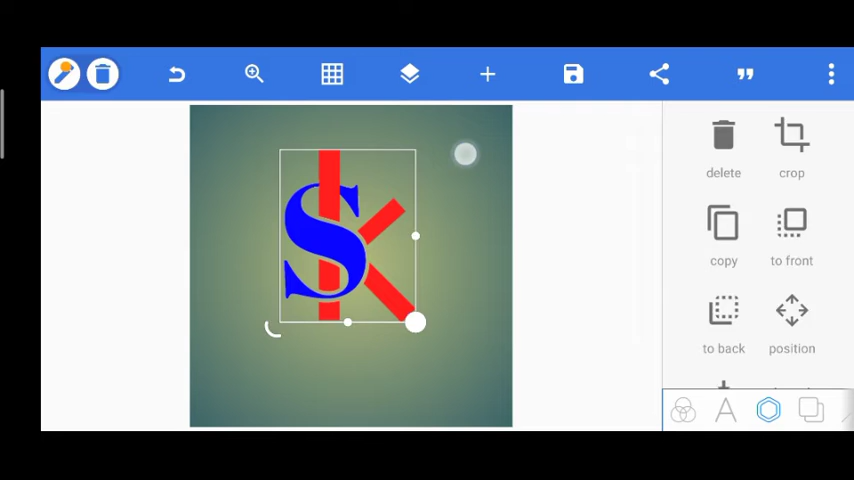 SK
delete
crop
copy
to front
to back
position